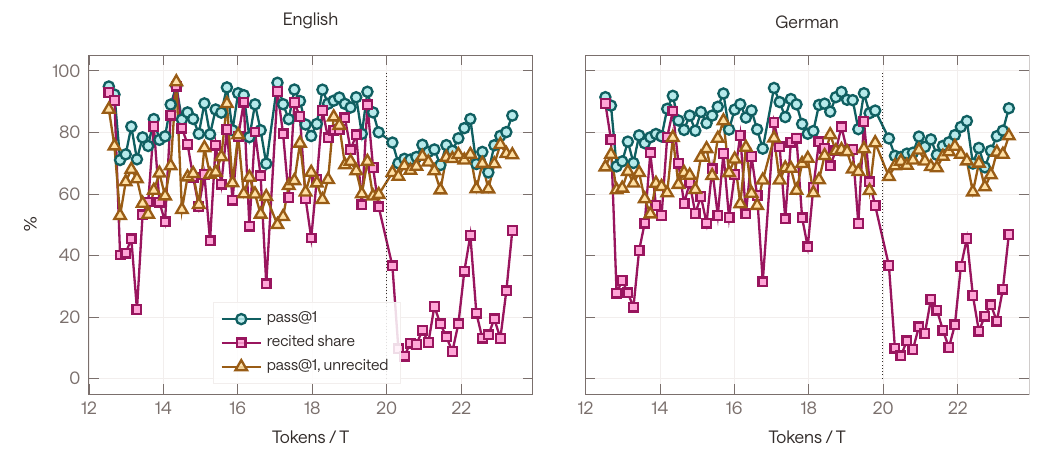 English
German
100
80
60
40
20
0
%
pass@1
recited share
pass@1, unrecited
12
14
16
18
20
22
12
14
16
18
20
22
Tokens / T
Tokens / T